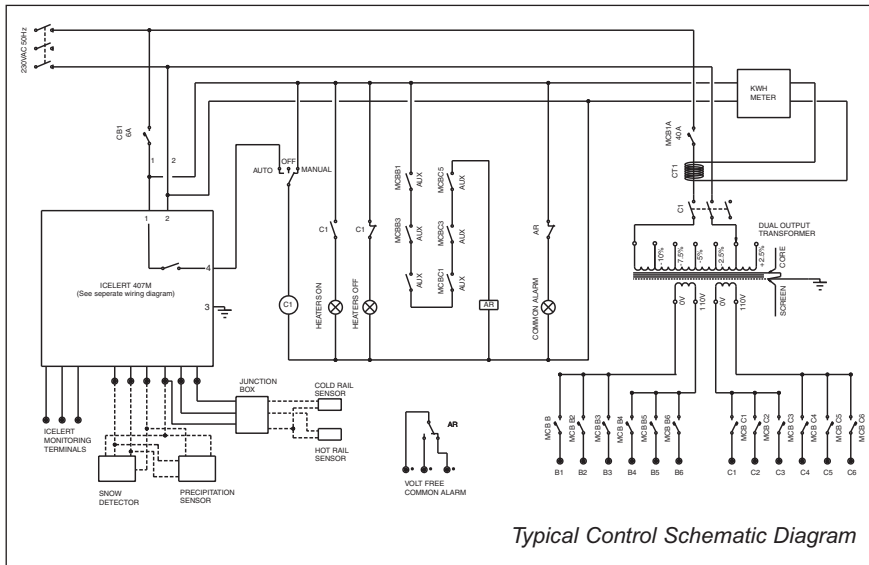 230VAC 50Hz
CB1
6A
1 2
1 2
ICELERT 407M
(See seperate wiring diagram)
4
3
AUTO
OFF
MANUAL
C1
C1
HEATERS ON
C1
HEATERS OFF
MCBB1
AUX
MCBB3
AUX
AUX
MCBC5
AUX
MCBC3
AUX
MCBC1
AUX
AR
AR
COMMON ALARM
KWH
METER
MCB1A
40A
CT1
C1
DUAL OUTPUT
TRANSFORMER
-10%
-7.5%
-5%
-2.5%
+2.5%
CORE
SCREEN
0V
110V
0V
110V
JUNCTION
BOX
COLD RAIL
SENSOR
HOT RAIL
SENSOR
ICELERT
MONITORING
TERMINALS
SNOW
DETECTOR
PRECIPITATION
SENSOR
AR
VOLT FREE
COMMON ALARM
MCB B
MCB B2
MCB B3
MCB B4
MCB B5
MCB B6
MCB C1
MCB C2
MCB C3
MCB C4
MCB C5
MCB C6
B1 B2 B3 B4 B5 B6 C1 C2 C3 C4 C5 C6
Typical Control Schematic Diagram